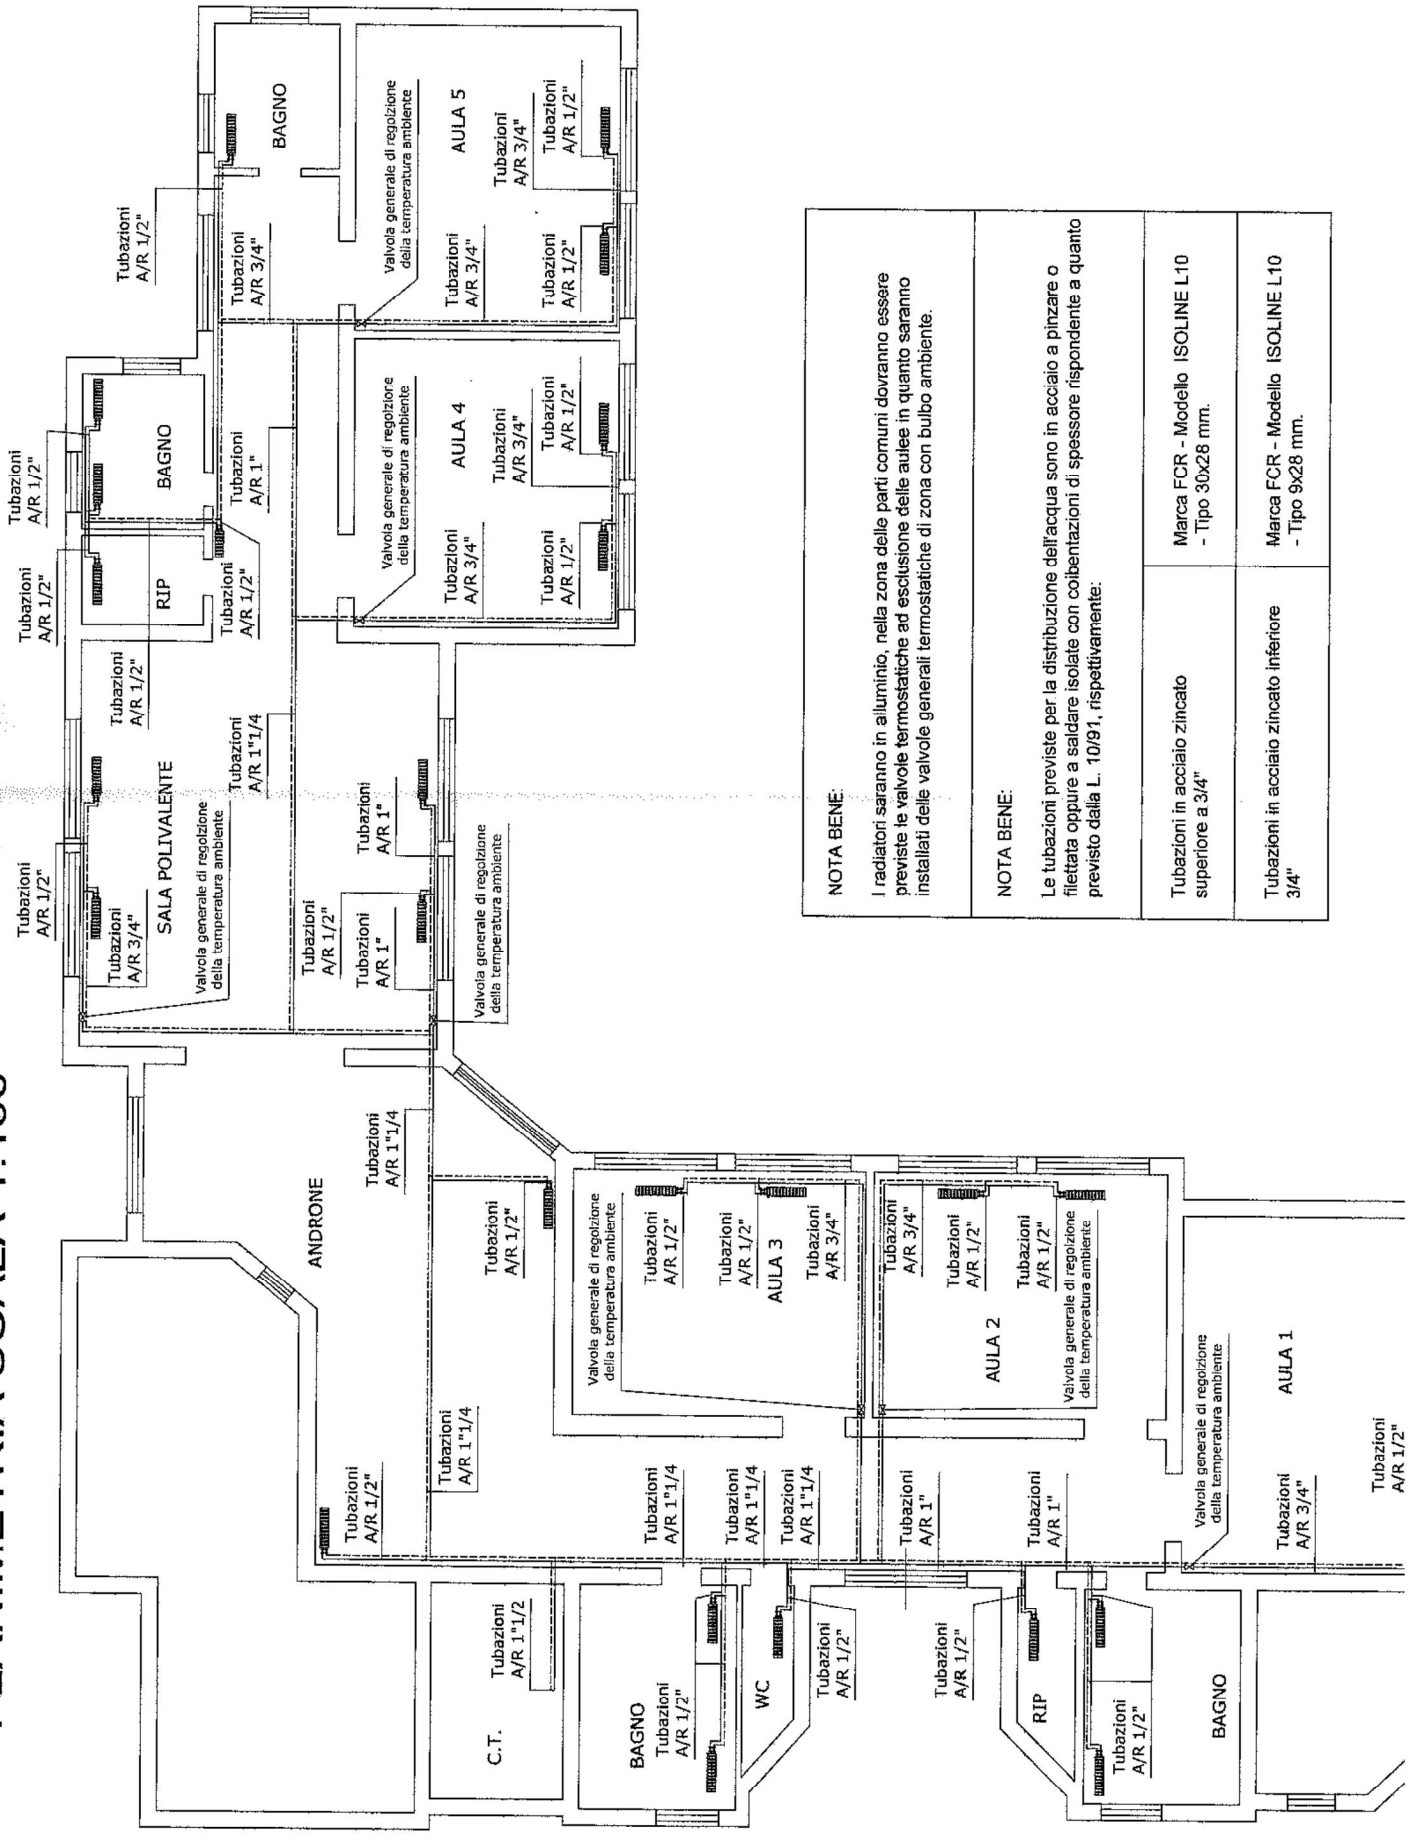 Tubazioni
A/R 1/2"
Tubazioni
A/R 1/2"
Tubazioni
A/R 1/2"
Tubazioni
A/R 1/2"
Tubazioni
A/R 3/4"
Tubazioni
A/R 1/2"
SALA POLIVALENTE
RIP
BAGNO
Valvola generale di regolzione
della temperatura ambiente
Tubazioni
A/R 1"1/4
Tubazioni
A/R 1/2"
Tubazioni
A/R 1"
Tubazioni
A/R 3/4"
BAGNO
ANDRONE
Tubazioni
A/R 1/2"
Tubazioni
A/R 1"
Tubazioni
A/R 1"
Valvola generale di regolzione
della temperatura ambiente
Valvola generale di regolzione
della temperatura ambiente
Tubazioni
A/R 1/2"
Tubazioni
A/R 1"1/4
Tubazioni
A/R 1"1/4
Valvola generale di regolzione
della temperatura ambiente
AULA 4
AULA 5
Tubazioni
A/R 3/4"
Tubazioni
A/R 3/4"
Tubazioni
A/R 3/4"
Tubazioni
A/R 3/4"
Tubazioni
A/R 1/2"
Tubazioni
A/R 1/2"
Tubazioni
A/R 1/2"
Tubazioni
A/R 1/2"
C.T.
Tubazioni
A/R 1"1/2
Tubazioni
A/R 1/2"
Valvola generale di regolzione
della temperatura ambiente
BAGNO
Tubazioni
A/R 1/2"
Tubazioni
A/R 1"1/4
Tubazioni
A/R 1/2"
Tubazioni
A/R 1"1/4
Tubazioni
A/R 1/2"
WC
AULA 3
Tubazioni
A/R 1"1/4
Tubazioni
A/R 3/4"
Tubazioni
A/R 1/2"
Tubazioni
A/R 1"
Tubazioni
A/R 3/4"
Tubazioni
A/R 1/2"
Tubazioni
A/R 1/2"
AULA 2
Tubazioni
A/R 1"
Tubazioni
A/R 1/2"
RIP
Valvola generale di regolzione
della temperatura ambiente
Tubazioni
A/R 1/2"
BAGNO
Valvola generale di regolzione
della temperatura ambiente
AULA 1
Tubazioni
A/R 3/4"
Tubazioni
A/R 1/2"
NOTA BENE:
I radiatori saranno in alluminio, nella zona delle parti comuni dovranno essere
previste le valvole termostatiche ad esclusione delle aulee in quanto saranno
installati delle valvole generali termostatiche di zona con bulbo ambiente.
NOTA BENE:
Le tubazioni previste per la distribuzione dell'acqua sono in acciaio a pinzare o
filettata oppure a saldare isolate con coibentazioni di spessore rispondente a quanto
previsto dalla L. 10/91, rispettivamente:
Tubazioni in acciaio zincato
superiore a 3/4"
Marca FCR - Modello ISOLINE L10
- Tipo 30x28 mm.
Tubazioni in acciaio zincato inferiore
3/4"
Marca FCR - Modello ISOLINE L10
- Tipo 9x28 mm.